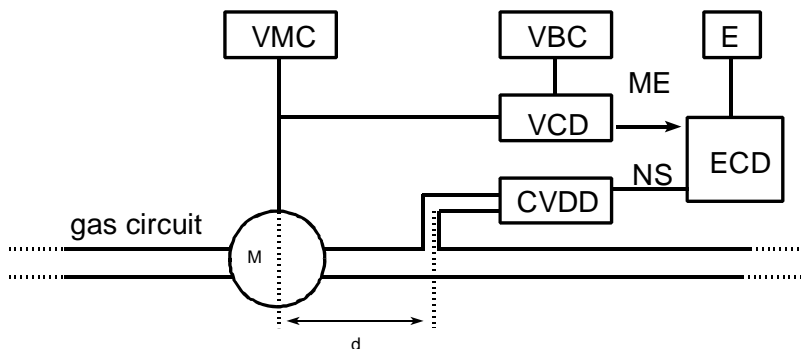 VMC
VBC
E
ME
VCD
ECD
NS
CVDD
gas circuit
M
d